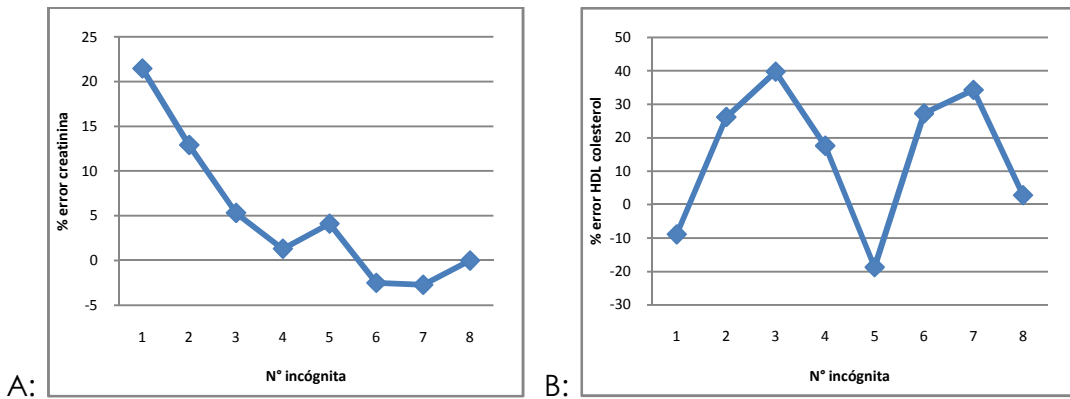 A:
% error creatinina
25
20
15
10
5
0
-5
1 2 3 4 5 6 7 8
N° incógnita
B:
% error HDL colesterol
50
40
30
20
10
0
-10
-20
-30
1 2 3 4 5 6 7 8
N° incógnita